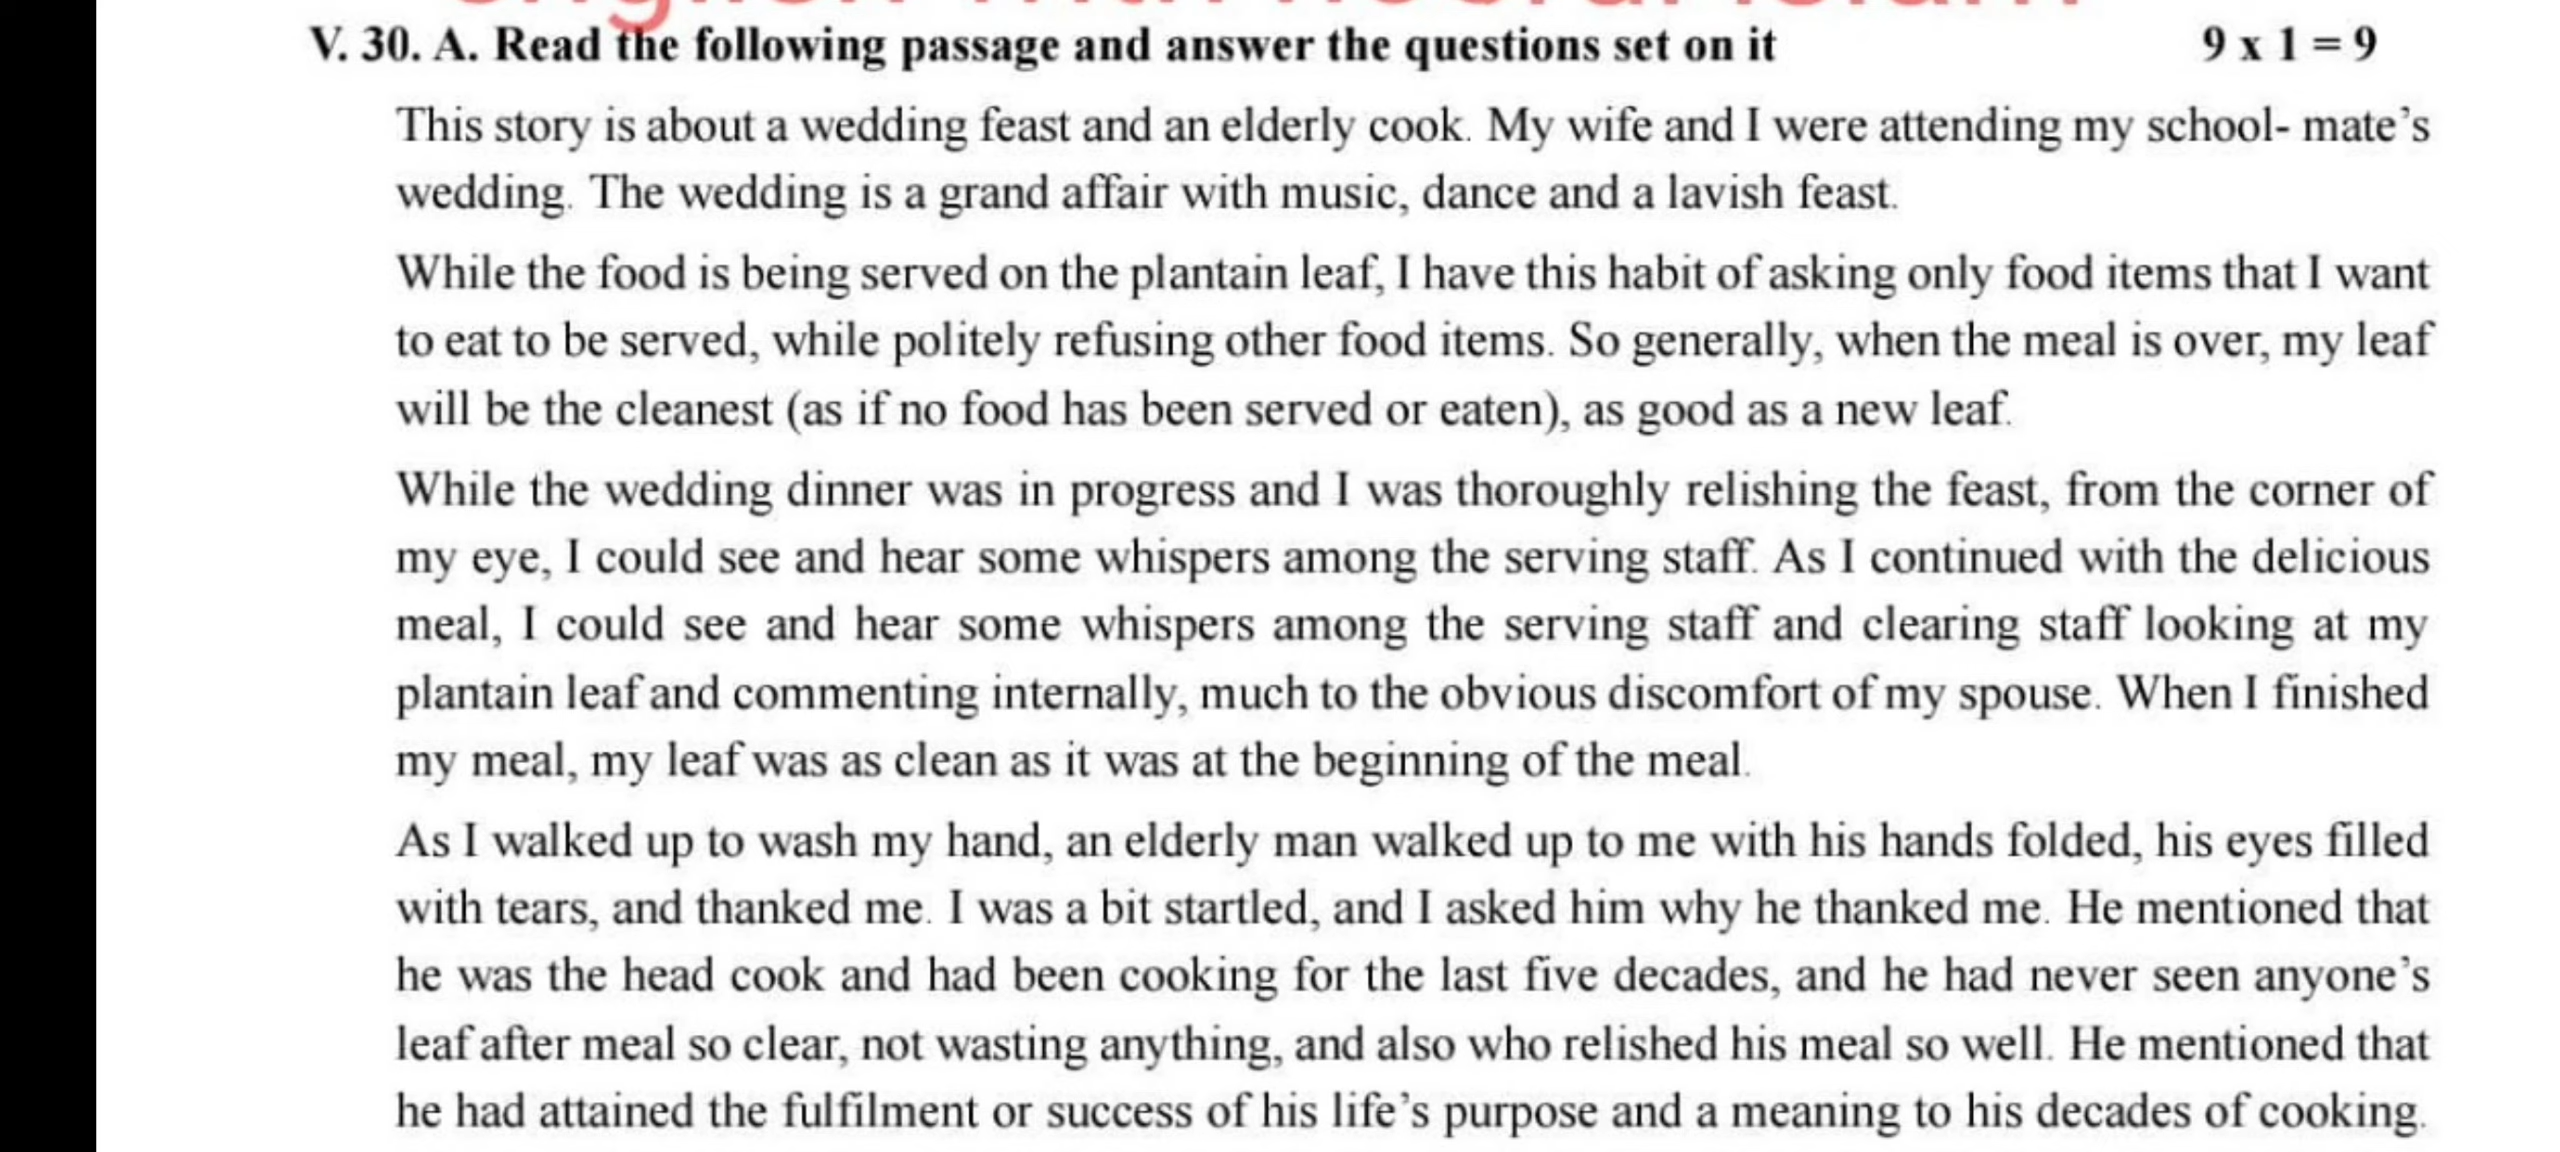 V. 30. A. Read the following passage and answer the questions set on it 9 x 1 = 9
This story is about a wedding feast and an elderly cook. My wife and I were attending my school- mate's
wedding. The wedding is a grand affair with music, dance and a lavish feast.
While the food is being served on the plantain leaf, I have this habit of asking only food items that I want
to eat to be served, while politely refusing other food items. So generally, when the meal is over, my leaf
will be the cleanest (as if no food has been served or eaten), as good as a new leaf.
While the wedding dinner was in progress and I was thoroughly relishing the feast, from the corner of
my eye, I could see and hear some whispers among the serving staff. As I continued with the delicious
meal, I could see and hear some whispers among the serving staff and clearing staff looking at my
plantain leaf and commenting internally, much to the obvious discomfort of my spouse. When I finished
my meal, my leaf was as clean as it was at the beginning of the meal.
As I walked up to wash my hand, an elderly man walked up to me with his hands folded, his eyes filled
with tears, and thanked me. I was a bit startled, and I asked him why he thanked me. He mentioned that
he was the head cook and had been cooking for the last five decades, and he had never seen anyone's
leaf after meal so clear, not wasting anything, and also who relished his meal so well. He mentioned that
he had attained the fulfilment or success of his life's purpose and a meaning to his decades of cooking.